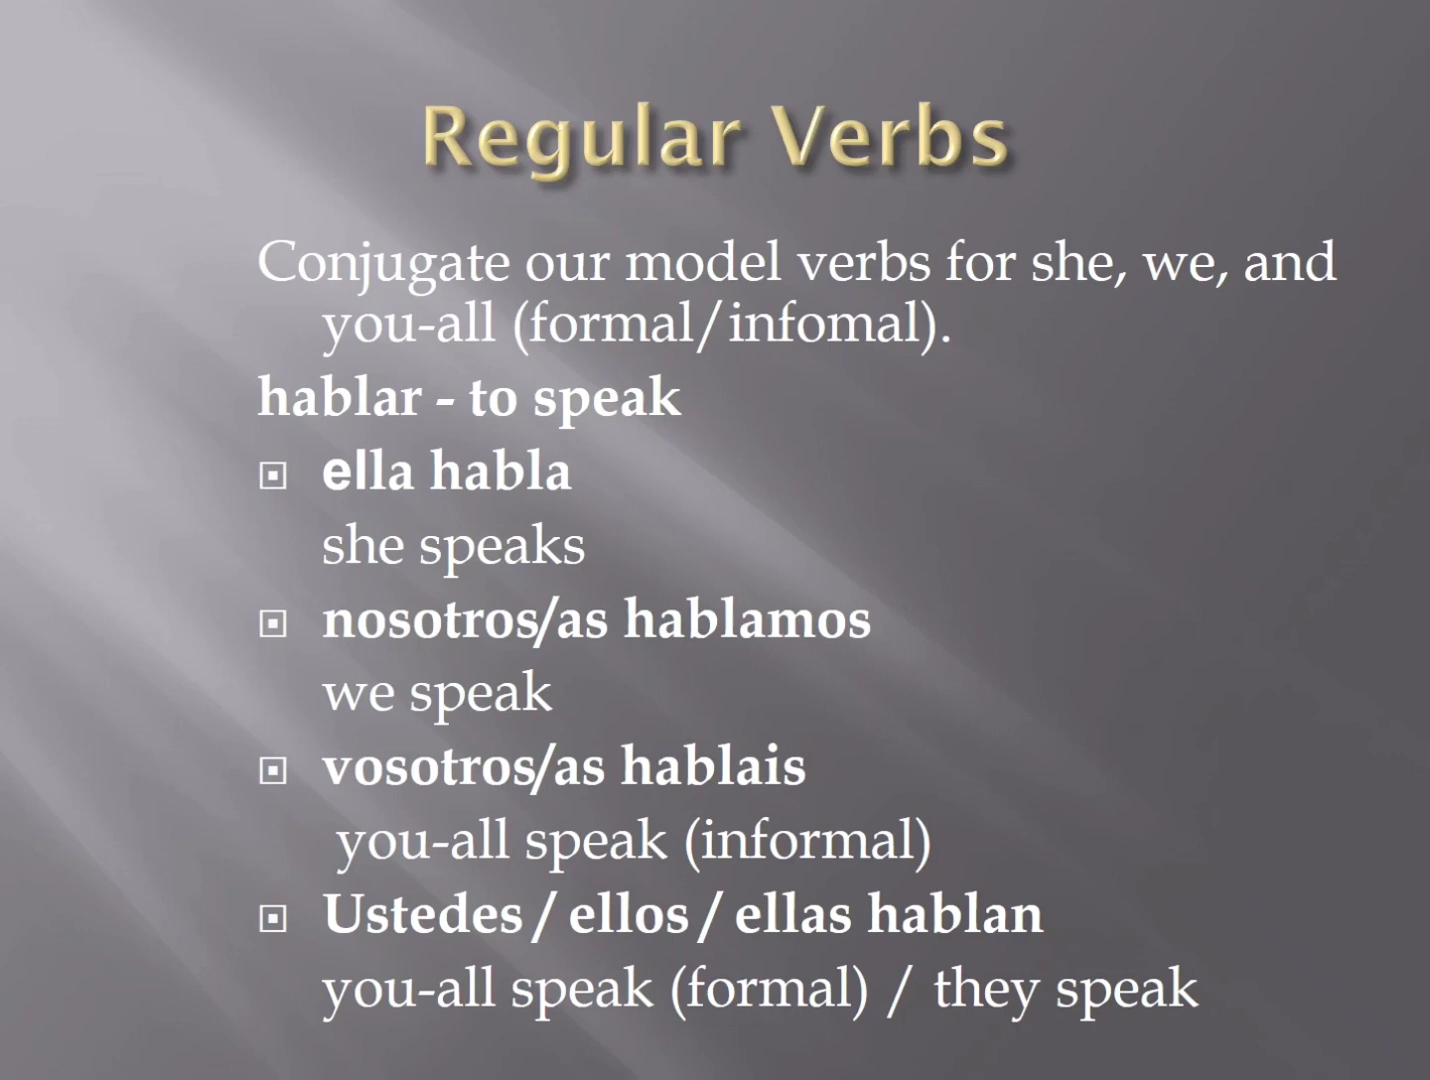 Regular Verbs
Conjugate our model verbs for she, we, and
you-all (formal/infomal).
hablar - to speak
ella habla
she speaks
nosotros/as hablamos
we speak
vosotros/as hablais
you-all speak (informal)
Ustedes / ellos / ellas hablan
you-all speak (formal) / they speak